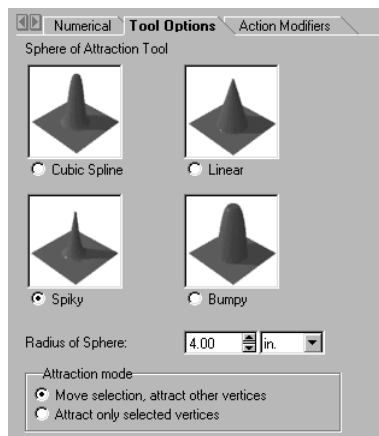 Numerical Tool Options Action Modifiers
Sphere of Attraction Tool
Cubic Spline Linear
Spiky Bumpy
Radius of Sphere: 4.00 in.
Attraction mode
Move selection, attract other vertices
Attract only selected vertices